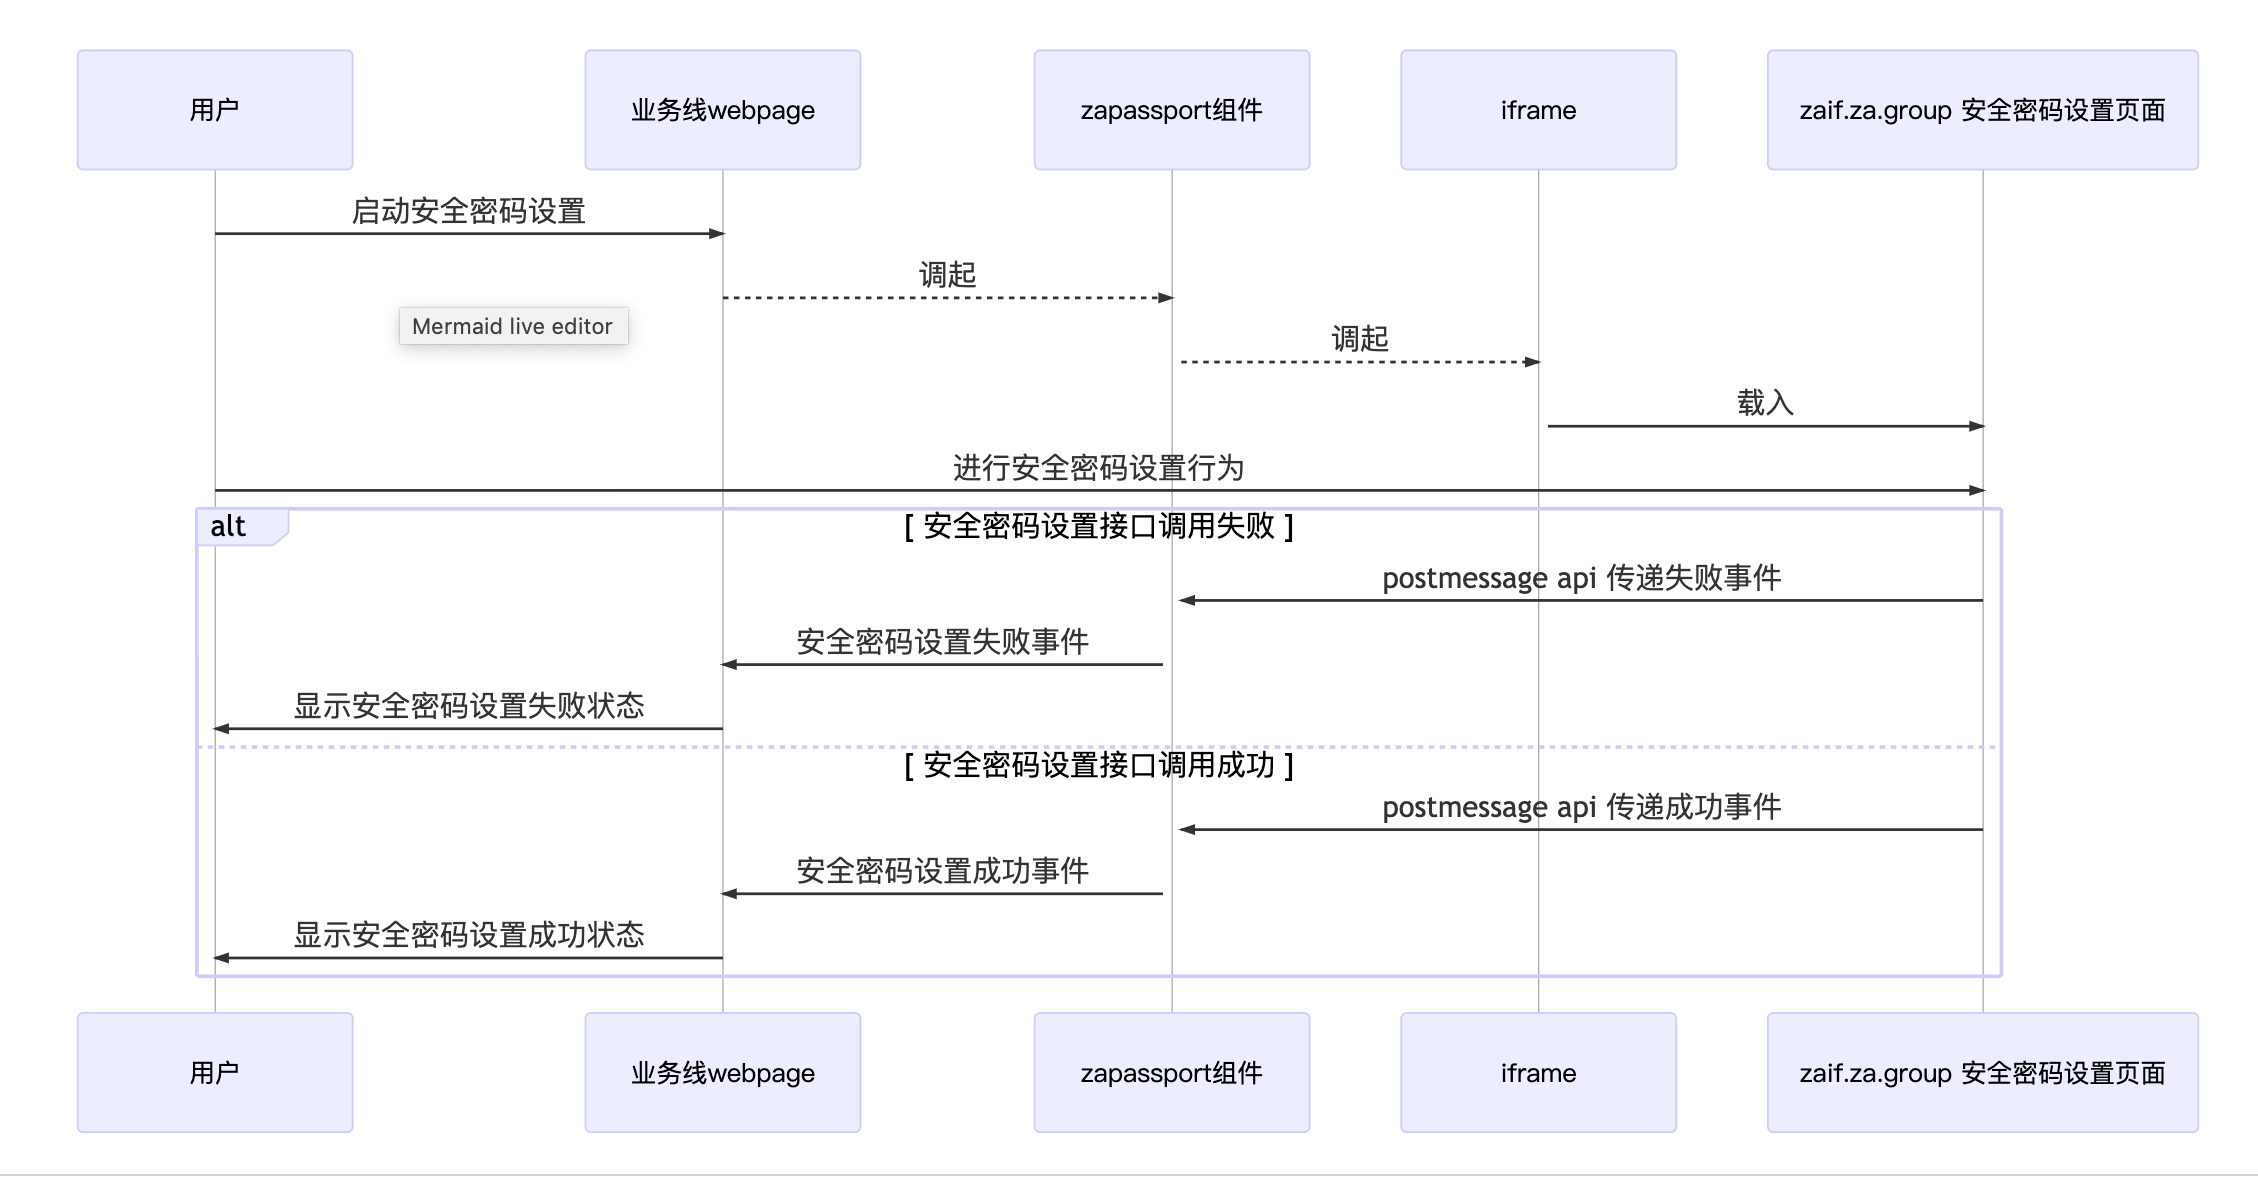 用户
业务线webpage
zapassport组件
iframe
zaif.za.group 安全密码设置页面
启动安全密码设置
调起
Mermaid live editor
调起
载入
进行安全密码设置行为
alt
[ 安全密码设置接口调用失败 ]
postmessage api 传递失败事件
安全密码设置失败事件
显示安全密码设置失败状态
[ 安全密码设置接口调用成功 ]
postmessage api 传递成功事件
安全密码设置成功事件
显示安全密码设置成功状态
用户
业务线webpage
zapassport组件
iframe
zaif.za.group 安全密码设置页面